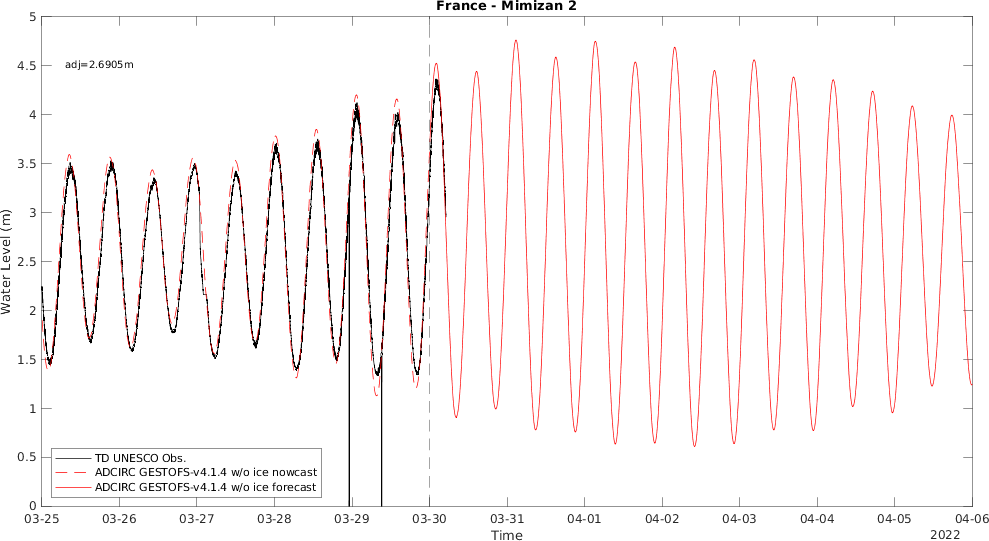 France - Mimizan 2
adj=2.6905m
Water Level (m)
5
4.5
4
3.5
3
2.5
2
1.5
1
0.5
0
TD UNESCO Obs.
ADCIRC GESTOFS-v4.1.4 w/o ice nowcast
ADCIRC GESTOFS-v4.1.4 w/o ice forecast
03-25 03-26 03-27 03-28 03-29 03-30 03-31 04-01 04-02 04-03 04-04 04-05 04-06
Time
2022